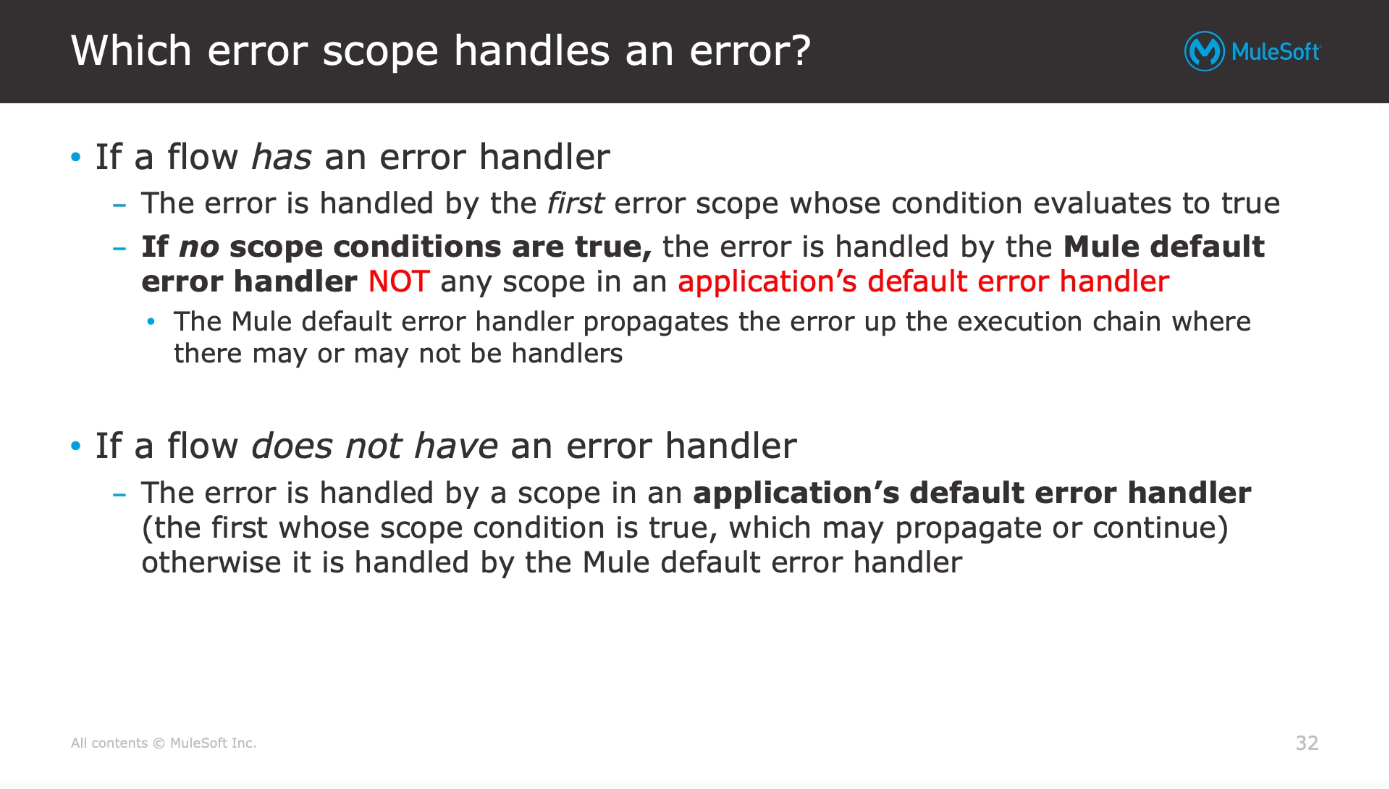 Which error scope handles an error?
MuleSoft
• If a flow has an error handler
– The error is handled by the first error scope whose condition evaluates to true
– If no scope conditions are true, the error is handled by the Mule default
error handler NOT any scope in an application’s default error handler
• The Mule default error handler propagates the error up the execution chain where
there may or may not be handlers
• If a flow does not have an error handler
– The error is handled by a scope in an application’s default error handler
(the first whose scope condition is true, which may propagate or continue)
otherwise it is handled by the Mule default error handler
All contents © MuleSoft Inc.
32